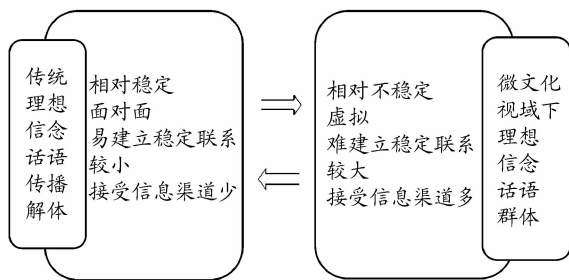 传统
理想
信念
话语
传播
解体
相对稳定
面对面
易建立稳定联系
较小
接受信息渠道少
相对不稳定
虚拟
难建立稳定联系
较大
接受信息渠道多
微文化
视域下
理想
信念
话语
群体